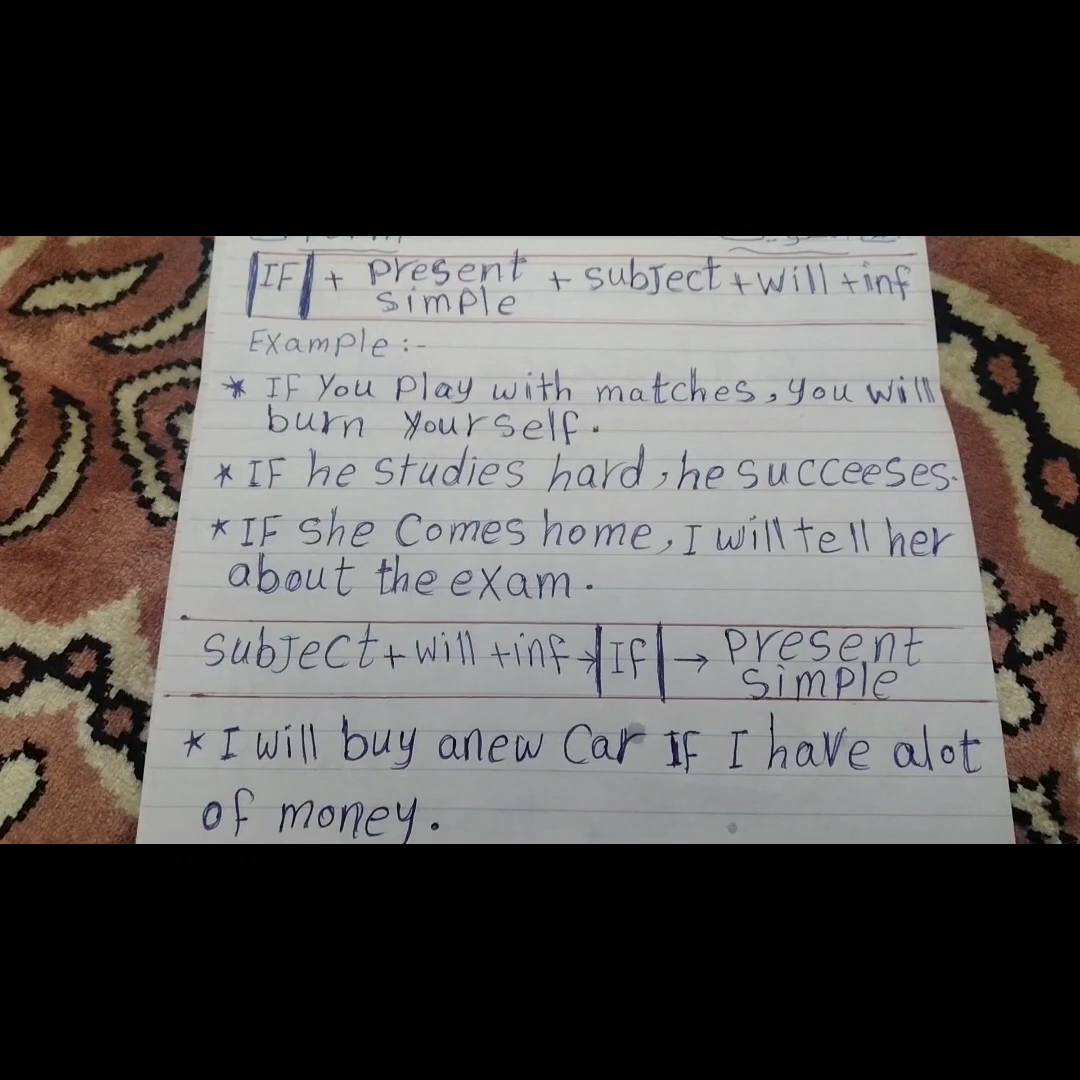 IF + Present simple + subject + will + inf
Example :-
* IF You Play with matches, you will
burn yourself.
* IF he studies hard, he succeeses.
* IF she Comes home, I will tell her
about the exam.
subject + will + inf → If → Present simple
* I will buy anew Car IF I have alot
of money.